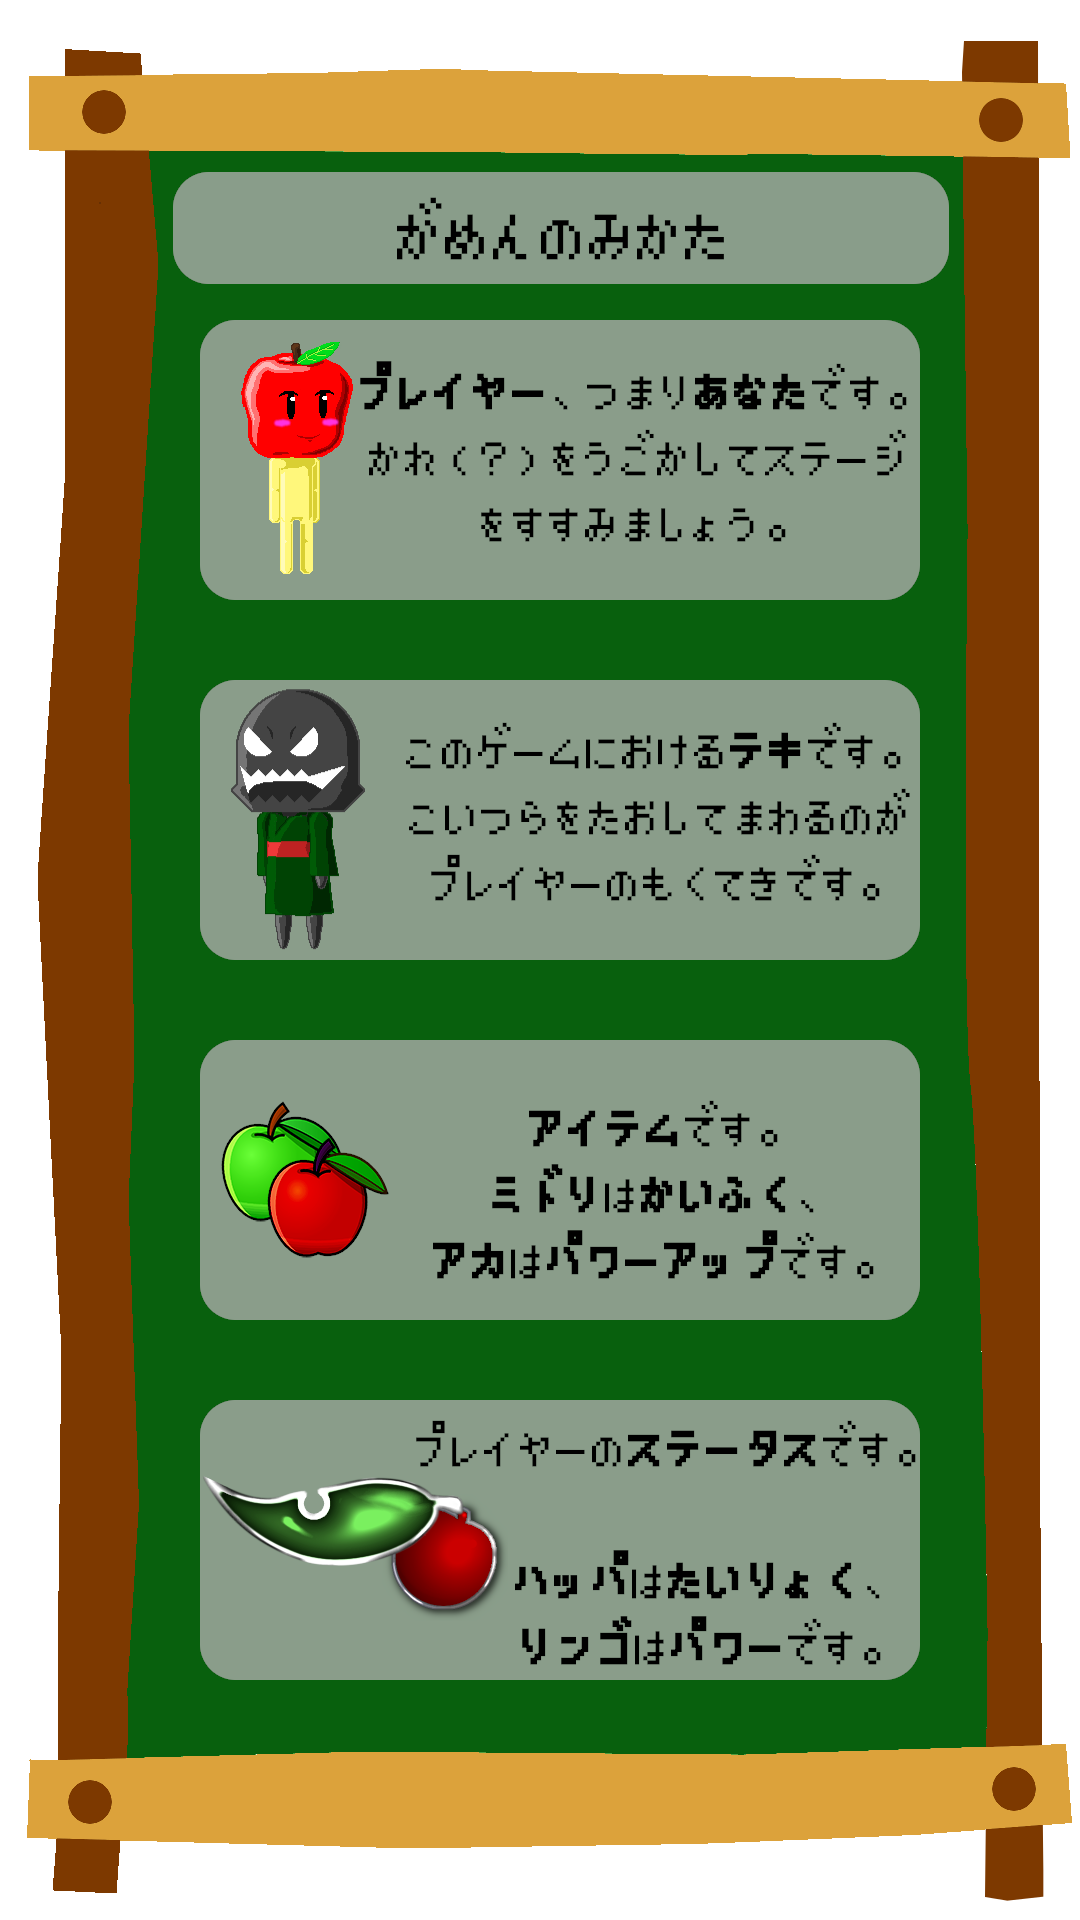 がめんのみかた
プレイヤー、つまりあなたです。
かれ（？）をうごかしてステージ
をすすみましょう。
このゲームにおけるテキです。
こいつらをたおしてまわるのが
プレイヤーのもくてきです。
アイテムです。
ミドリはかいふく、
アカはパワーアップです。
プレイヤーのステータスです。
ハッパはたいりょく、
リンゴはパワーです。